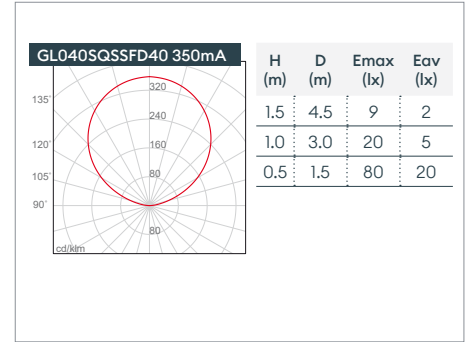 GL040SQSSFD40 350mA
320
135°
240
120°
160
105°
80
90°
80
cd/klm
H D Emax Eav
(m) (m) (lx) (lx)
1.5 4.5 9 2
1.0 3.0 20 5
0.5 1.5 80 20